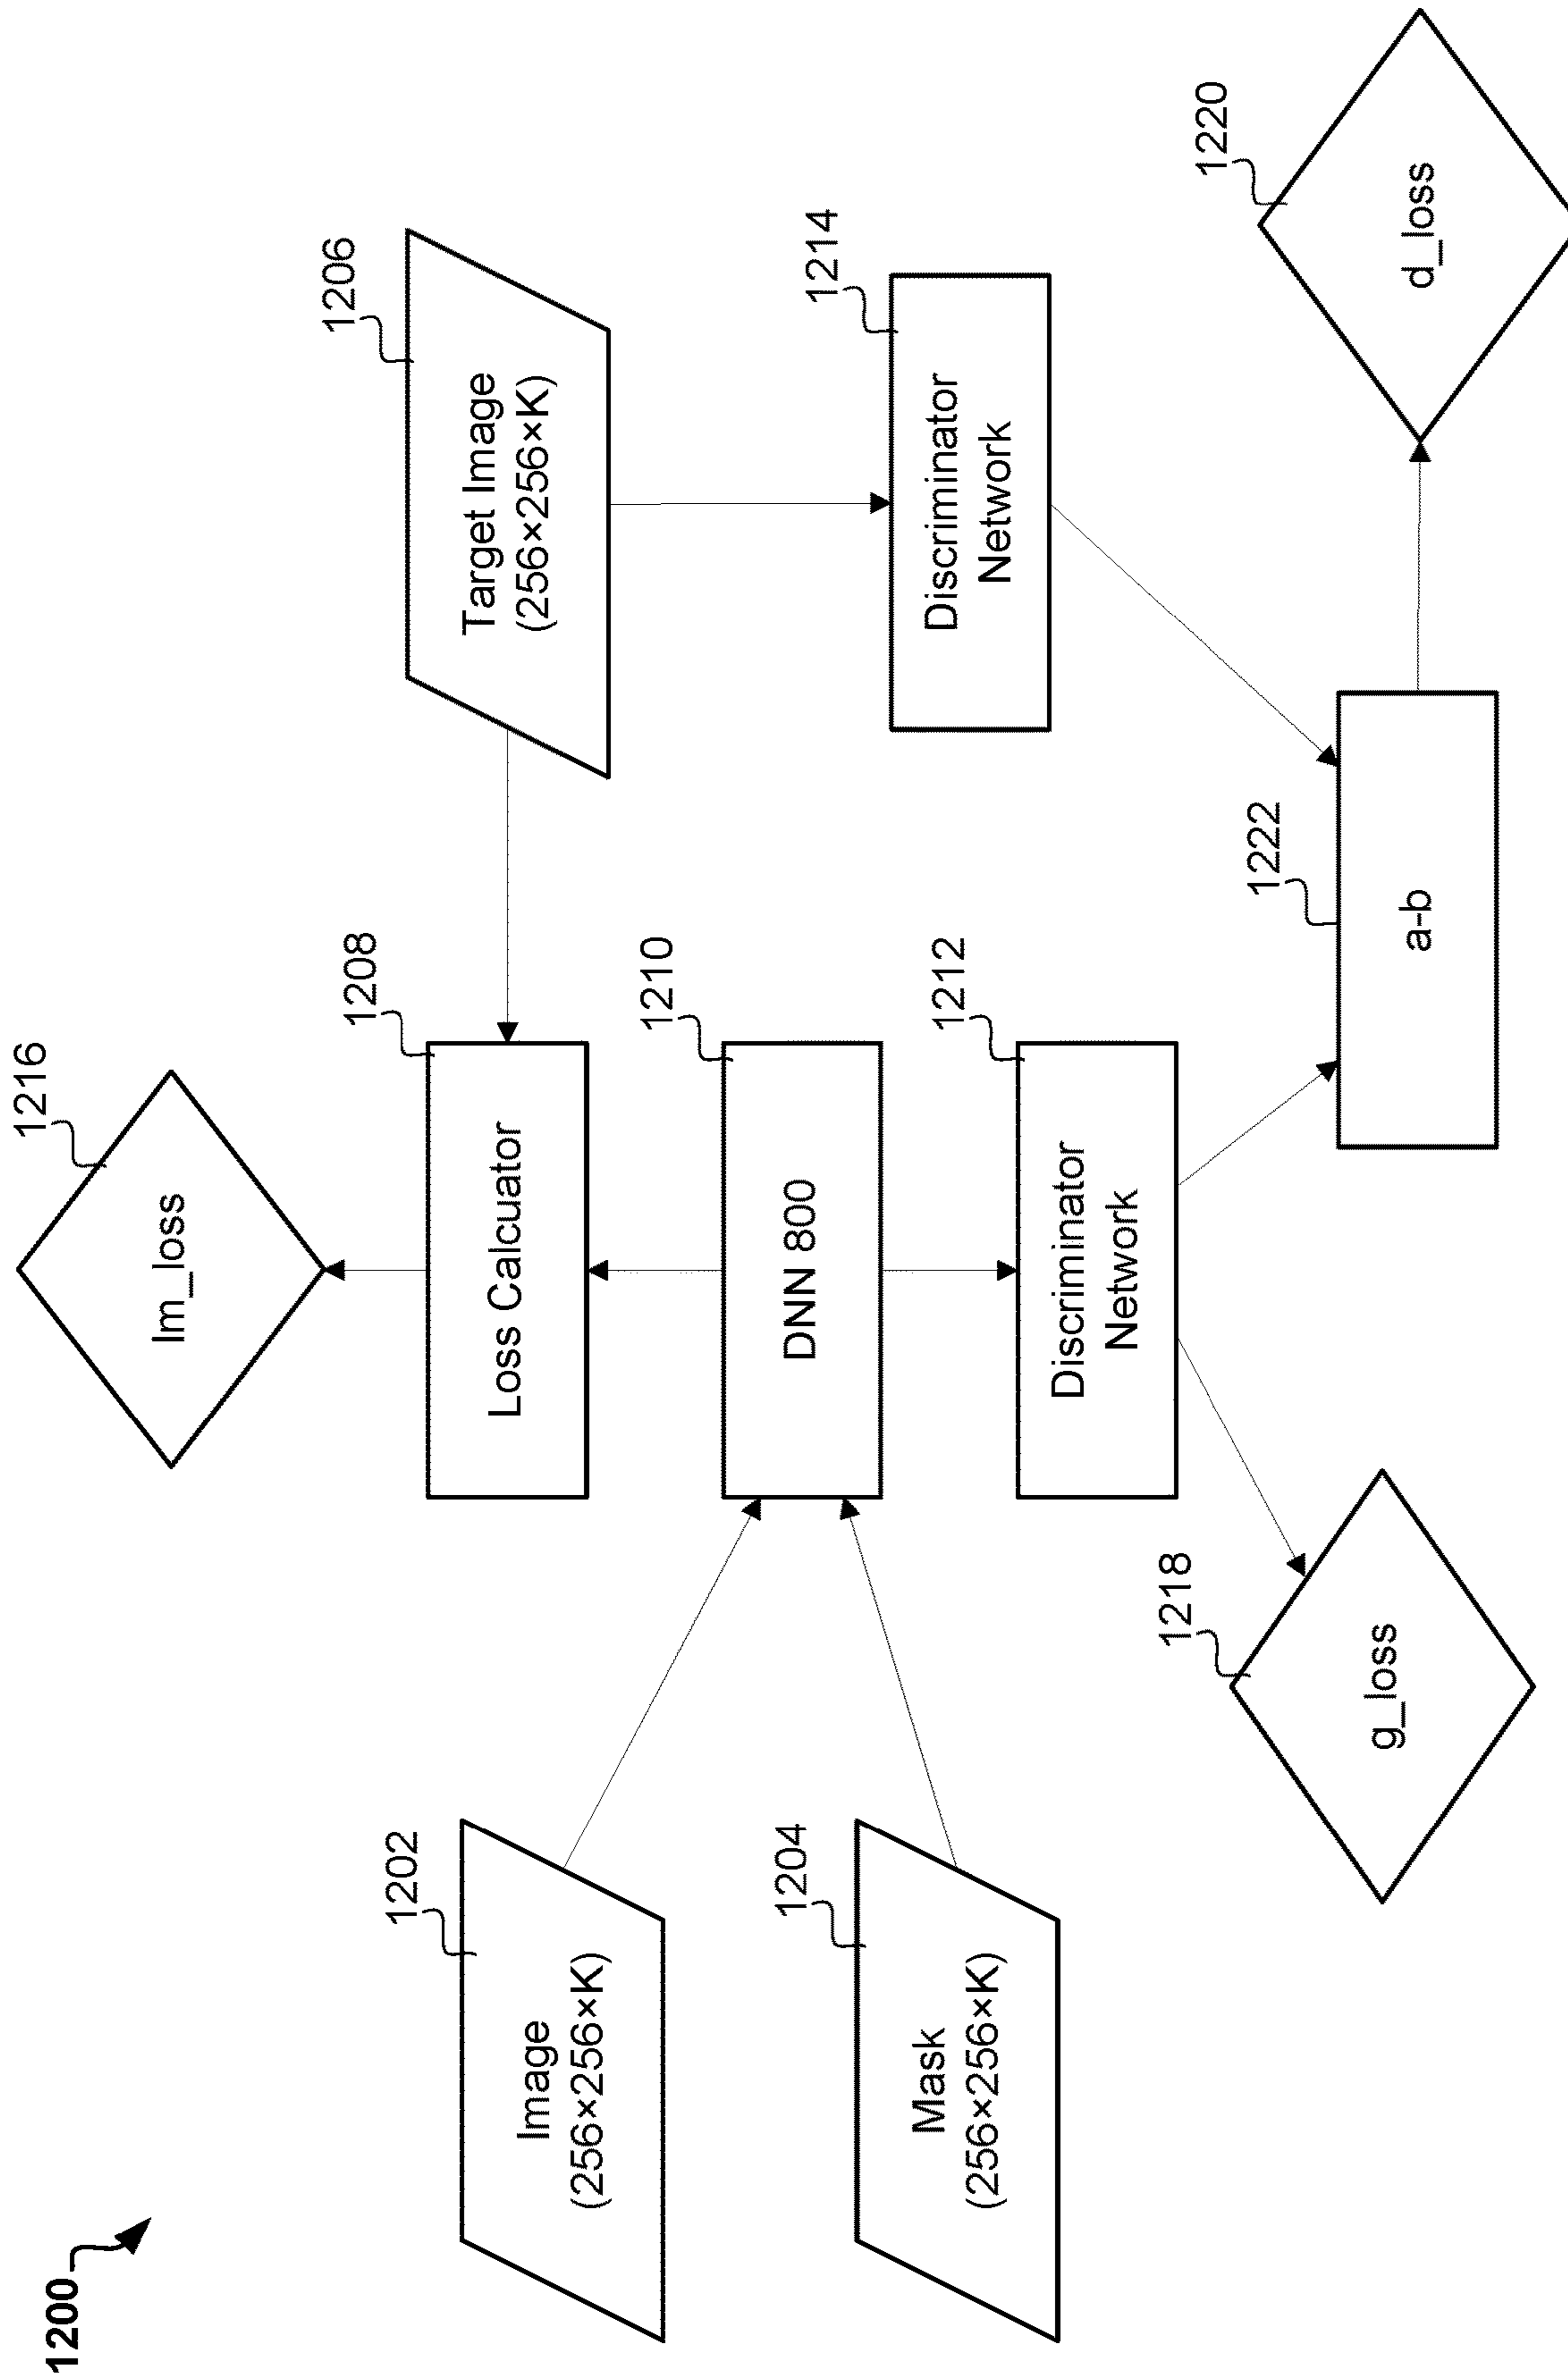 1200
1216
Im_loss
1202
Image
(256×256×K)
1208
Loss Calcuator
1206
Target Image
(256×256×K)
1210
DNN 800
1204
Mask
(256×256×K)
1212
Discriminator
Network
1214
Discriminator
Network
1218
g_loss
1222
a-b
1220
d_loss